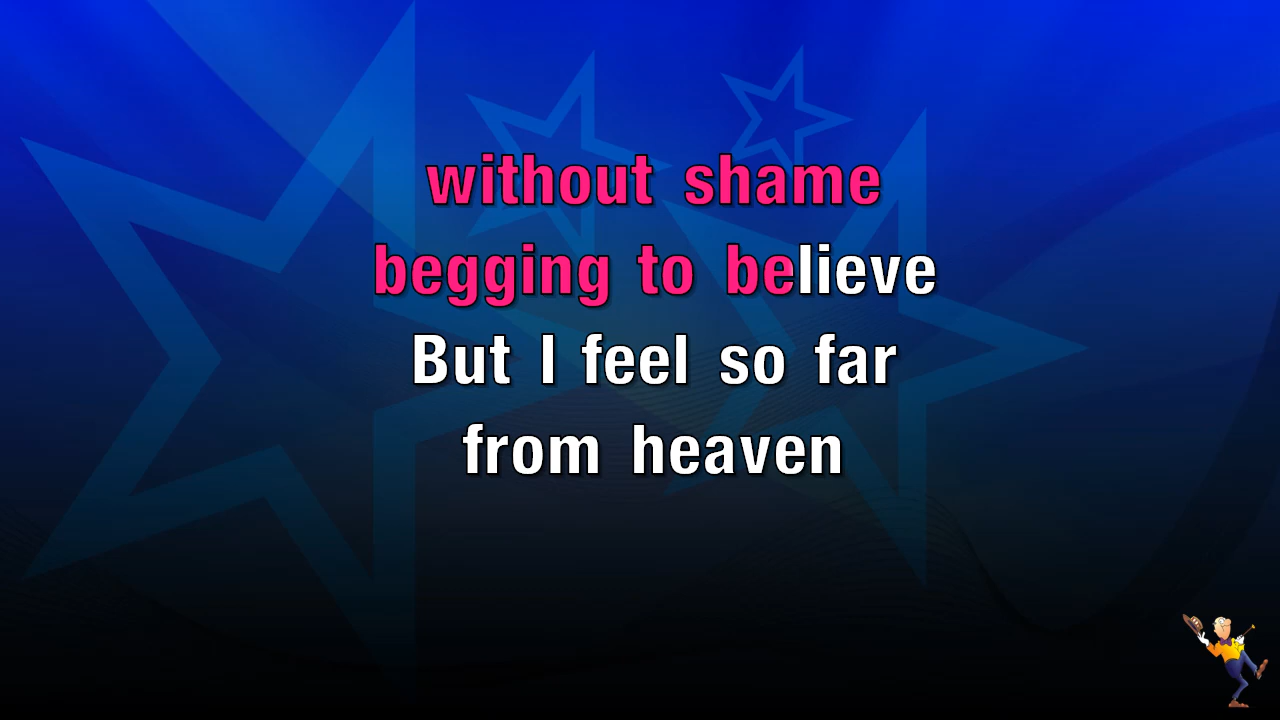 without shame
begging to believe
But I feel so far
from heaven